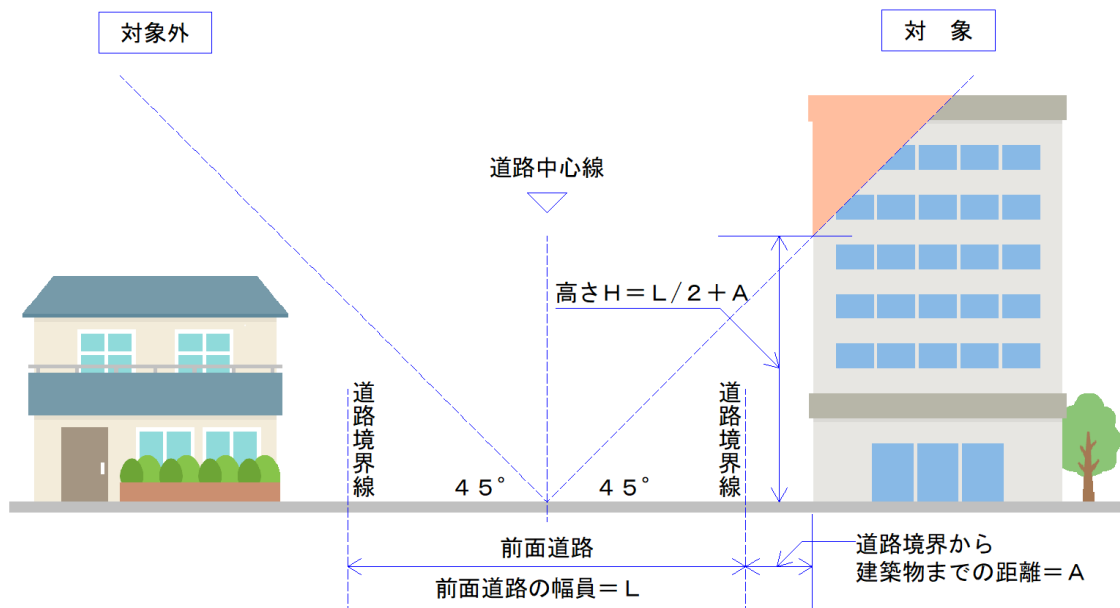 対象外
対　象
道路中心線
高さＨ＝Ｌ/２＋Ａ
道路境界線
道路境界線
４５°
４５°
前面道路
前面道路の幅員＝Ｌ
道路境界から
建築物までの距離＝Ａ